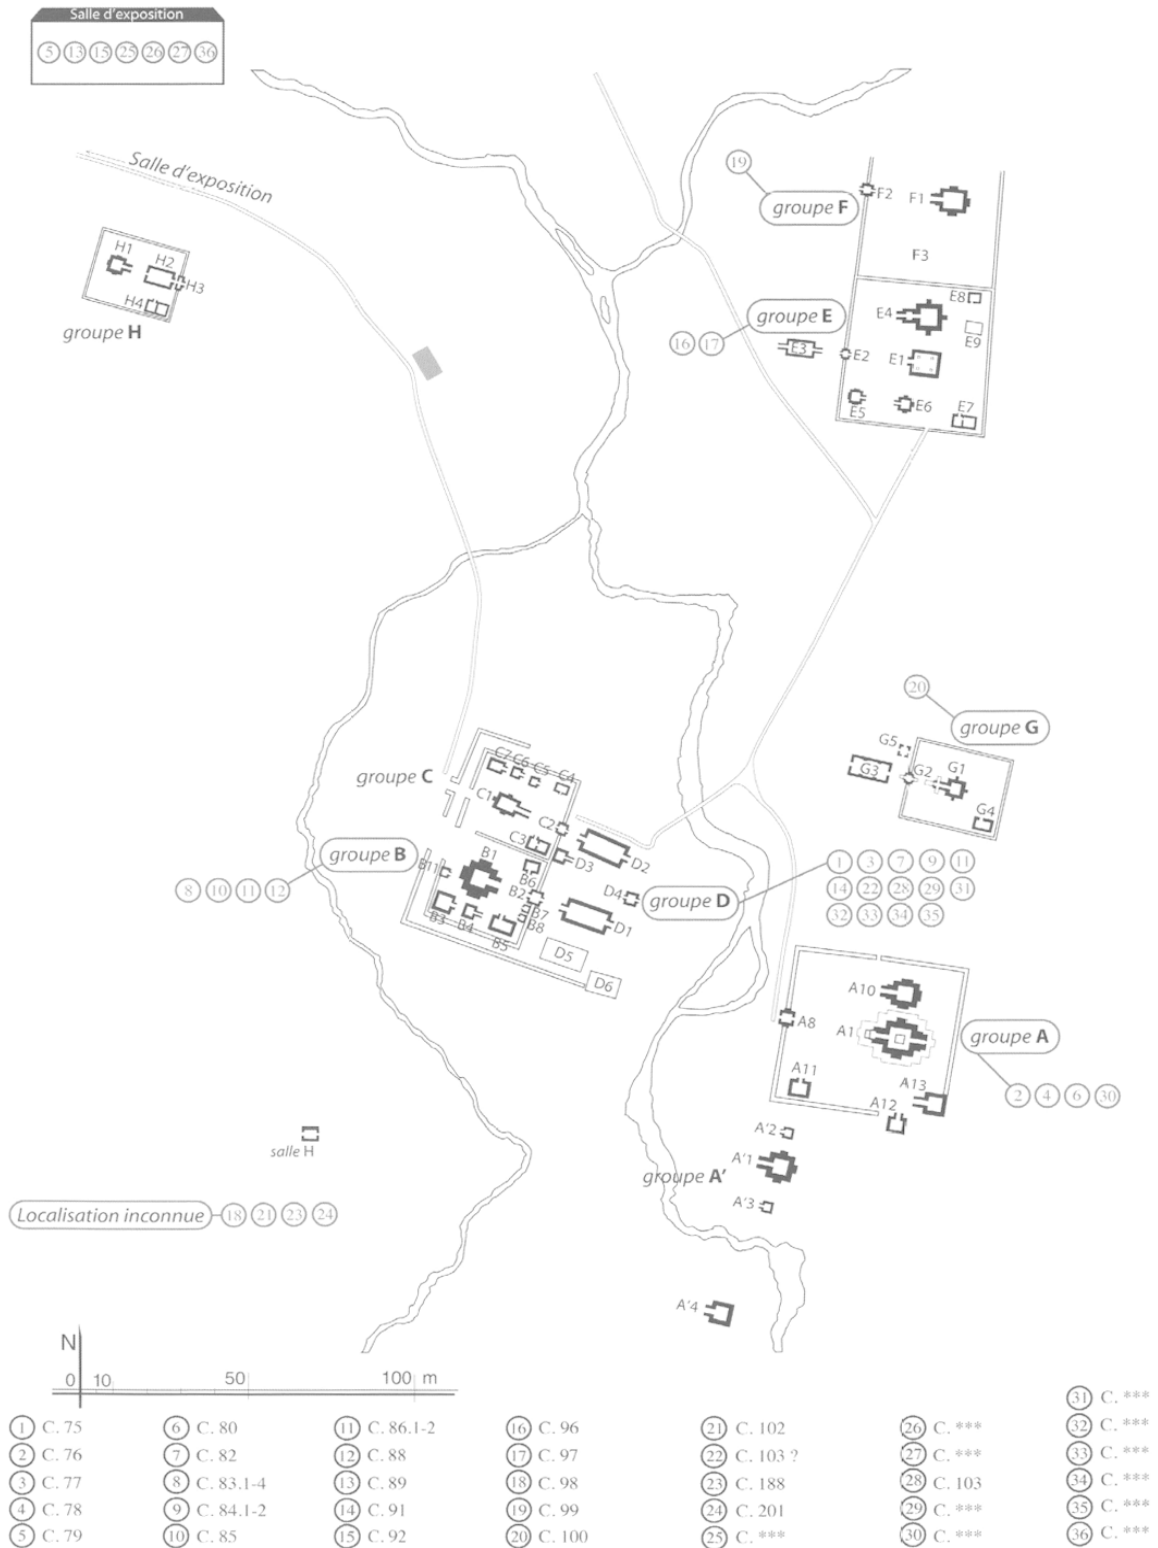 Salle d'exposition
5 13 15 25 26 27 36
Salle d'exposition
19
groupe F
F2
F1
F3
H1
H2
H3
H4
groupe H
E8
E4
E9
groupe E
16 17
E3
E2
E1
E5
E6
E7
20
groupe G
G5
G3
G2
G1
G4
groupe C
C7
C6
C5
C4
C1
C2
C3
D3
D2
groupe B
8 10 11 12
B11
B1
B6
B2
B7
B8
B3
B4
B5
D4
D1
D5
D6
groupe D
1 3 7 9 11
14 22 28 29 31
32 33 34 35
A10
A8
A1
groupe A
2 4 6 30
A11
A13
A12
A'2
A'1
groupe A'
A'3
A'4
salle H
Localisation inconnue 18 21 23 24
N
0 10 50 100 m
1 C. 75
2 C. 76
3 C. 77
4 C. 78
5 C. 79
6 C. 80
7 C. 82
8 C. 83.1-4
9 C. 84.1-2
10 C. 85
11 C. 86.1-2
12 C. 88
13 C. 89
14 C. 91
15 C. 92
16 C. 96
17 C. 97
18 C. 98
19 C. 99
20 C. 100
21 C. 102
22 C. 103 ?
23 C. 188
24 C. 201
25 C. ***
26 C. ***
27 C. ***
28 C. 103
29 C. ***
30 C. ***
31 C. ***
32 C. ***
33 C. ***
34 C. ***
35 C. ***
36 C. ***